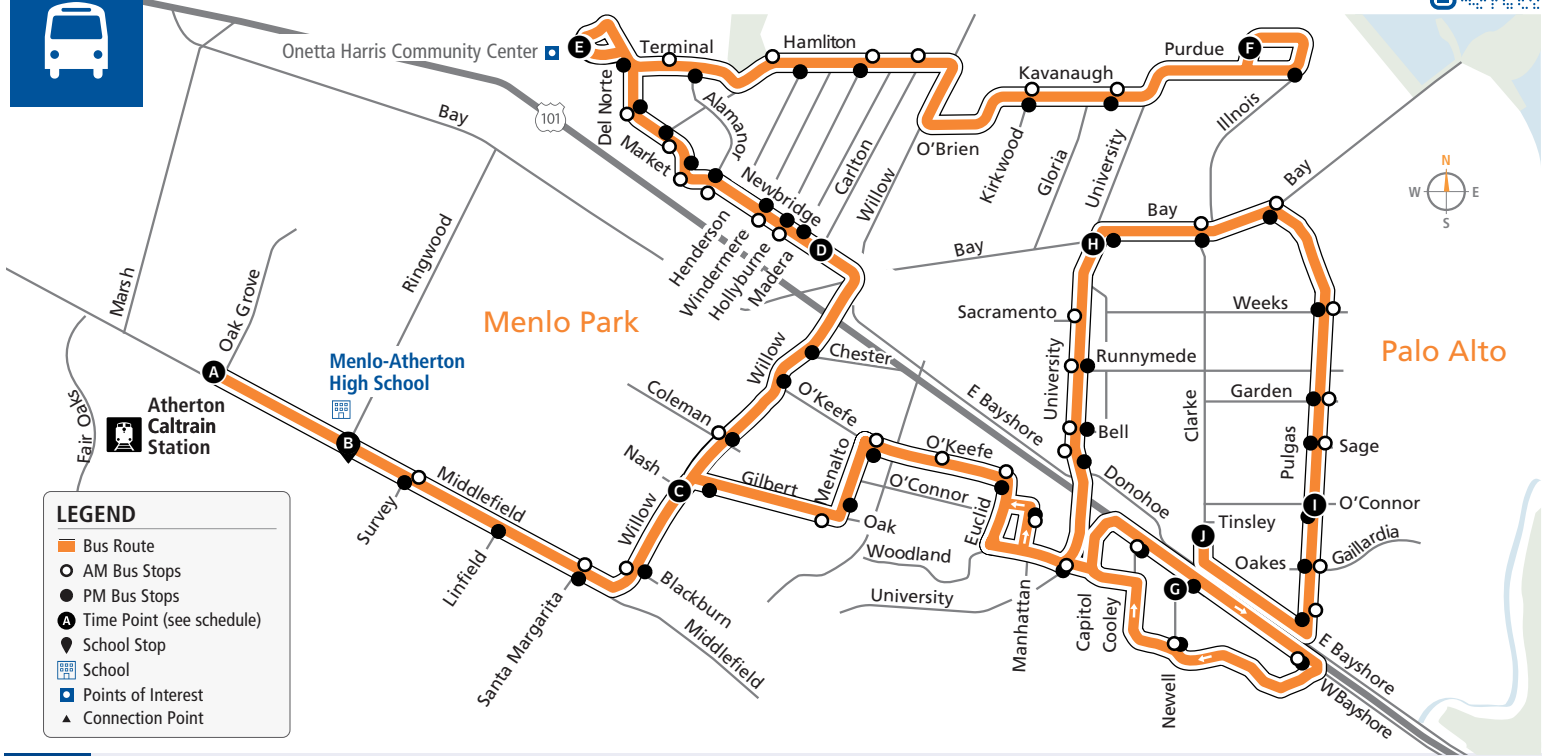 Onetta Harris Community Center
E
Terminal
Hamliton
Purdue
F
Kavanaugh
Del Norte
Alamanor
Illnois
101
Bay
Market
O'Brien
Kirkwood
Gloria
University
Carlton
Willow
Newbridge
Bay
N
W
E
S
Bay
Bay
H
D
Henderson
Windermere
Hollyburne
Madera
Marsh
Oak Grove
Ringwood
Menlo Park
Sacramento
Weeks
Palo Alto
Willow
Chester
Runnymede
University
Garden
Clarke
A
Menlo-Atherton
High School
Fair Oaks
Atherton
Caltrain
Station
B
Coleman
O'Keefe
E Bayshore
Bell
Pulgas
Sage
O'Keefe
Nash
C
Gilbert
Menalto
O'Connor
Oak
Donohoe
I
O'Connor
Middlefield
Survey
Willow
Euclid
Woodland
Tinsley
J
Oakes
Gaillardia
Linfield
Santa Margarita
Blackburn
Middlefield
University
Manhattan
Capitol
Cooley
G
Newell
E Bayshore
W Bayshore
LEGEND
Bus Route
AM Bus Stops
PM Bus Stops
A Time Point (see schedule)
School Stop
School
Points of Interest
Connection Point